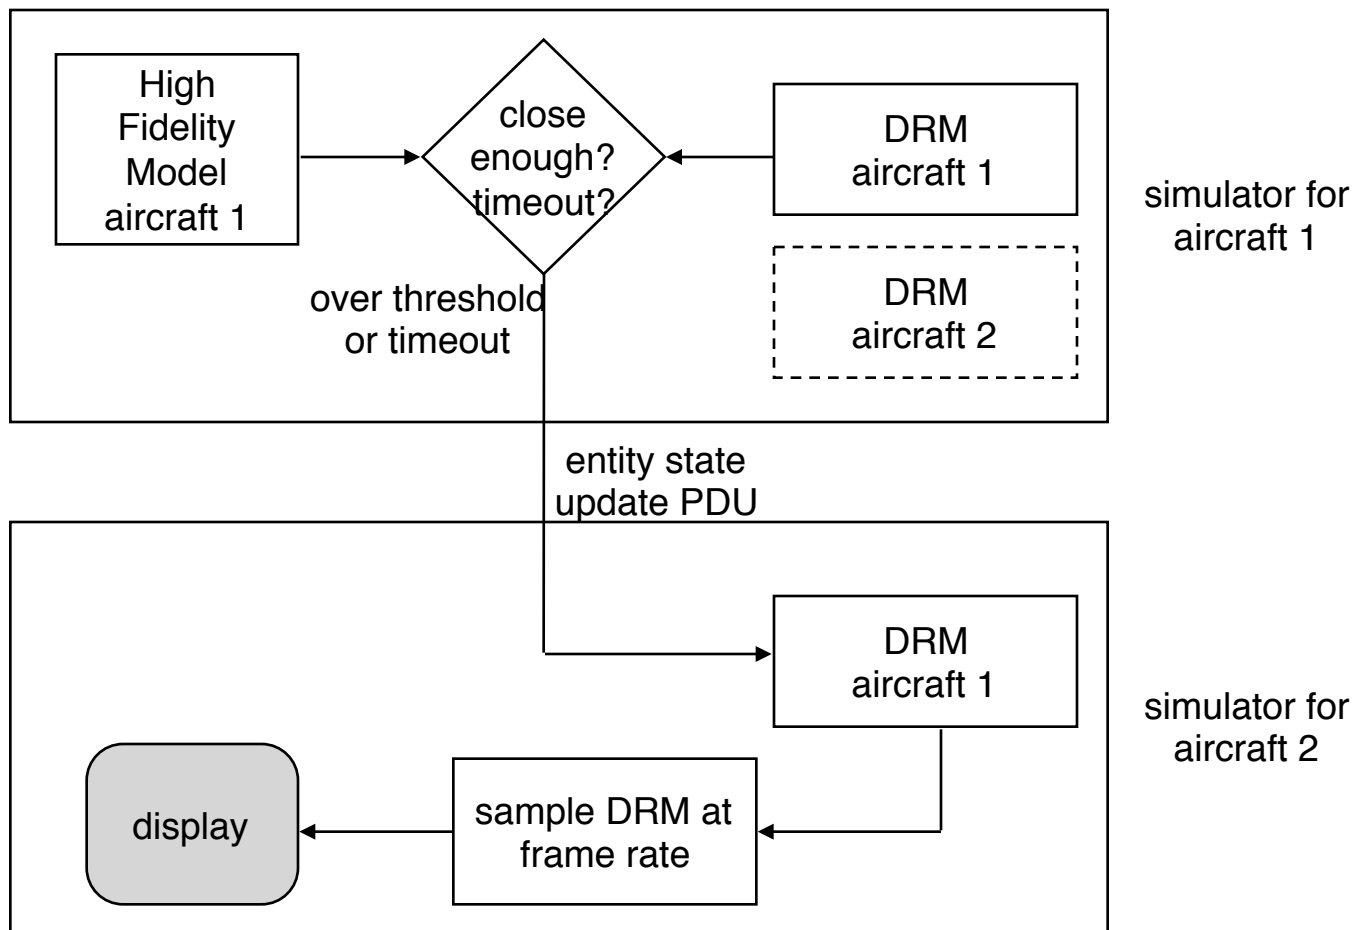 High
Fidelity
Model
aircraft 1
close
enough?
timeout?
DRM
aircraft 1
simulator for
aircraft 1
DRM
aircraft 2
over threshold
or timeout
entity state
update PDU
DRM
aircraft 1
simulator for
aircraft 2
sample DRM at
frame rate
display